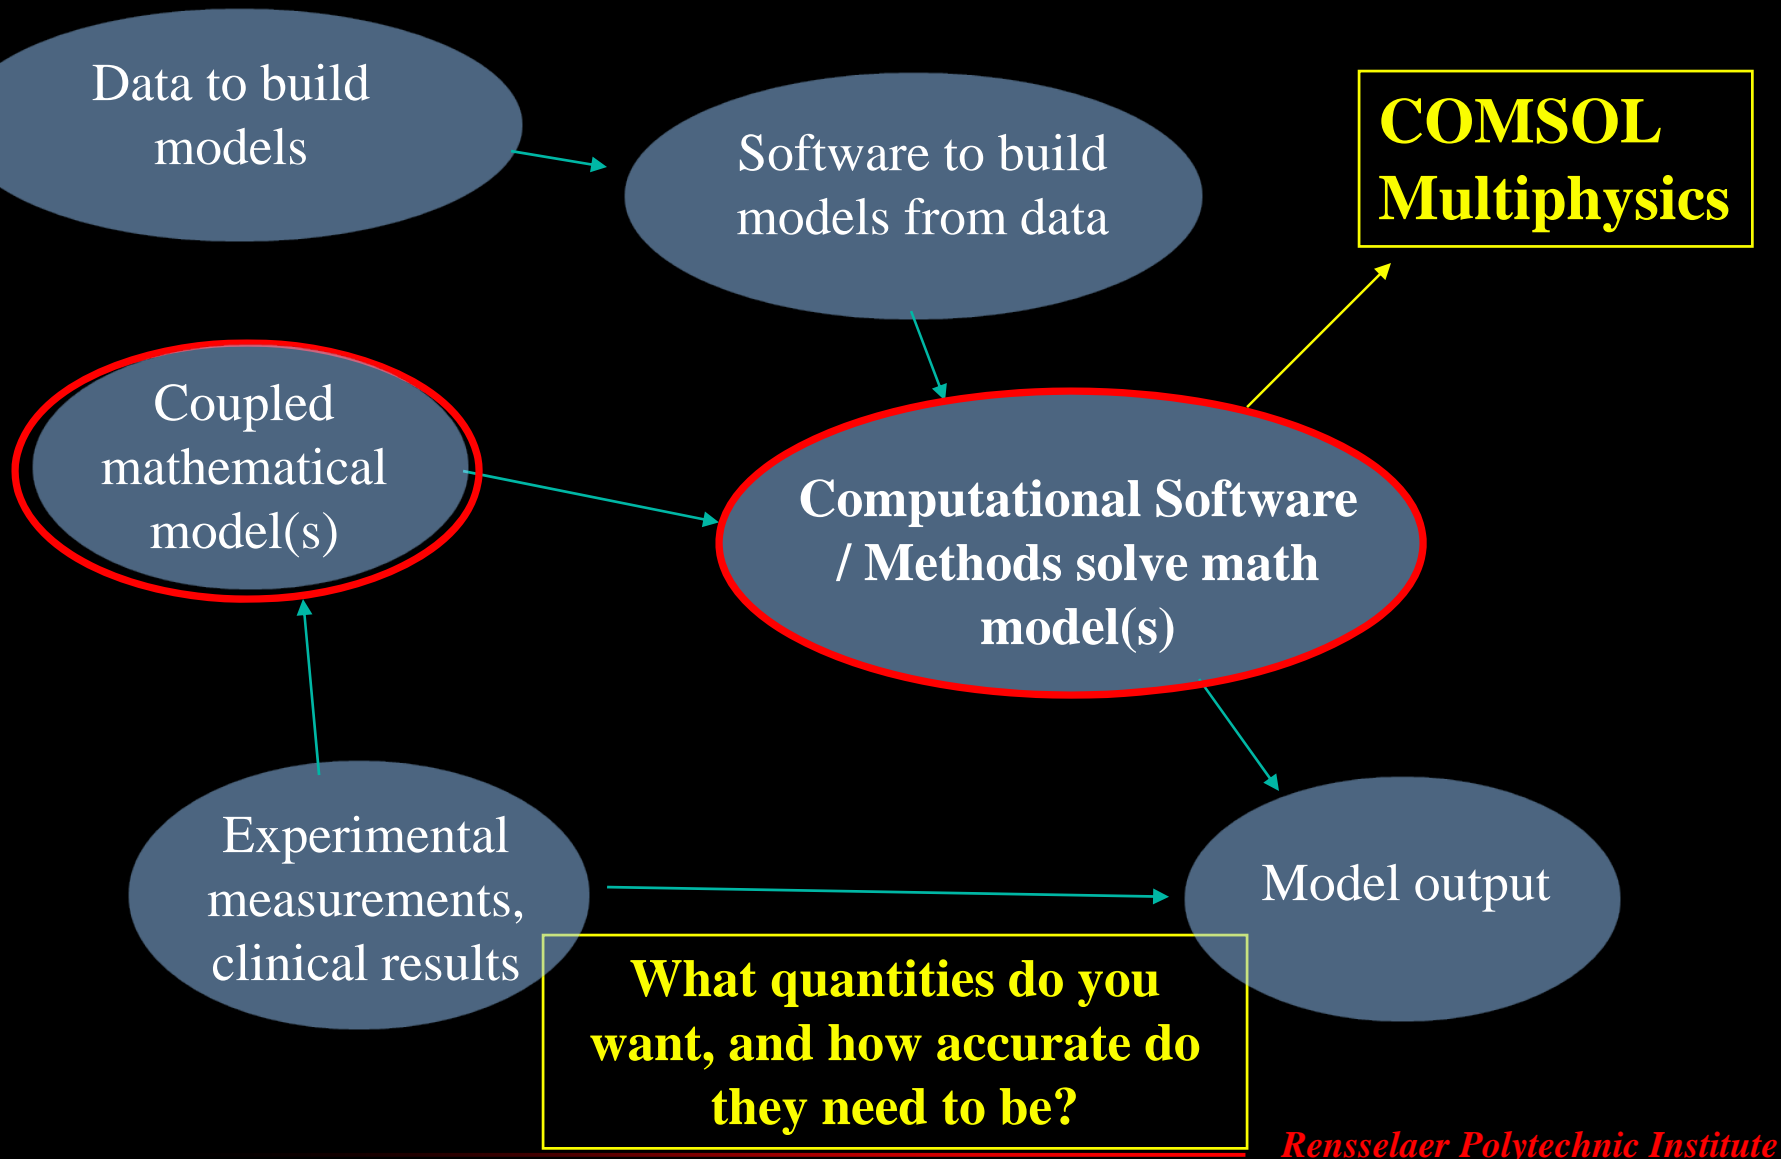 Data to build
models
Software to build
models from data
COMSOL
Multiphysics
Coupled
mathematical
model(s)
Computational Software
/ Methods solve math
model(s)
Experimental
measurements,
clinical results
Model output
What quantities do you
want, and how accurate do
they need to be?
Rensselaer Polytechnic Institute